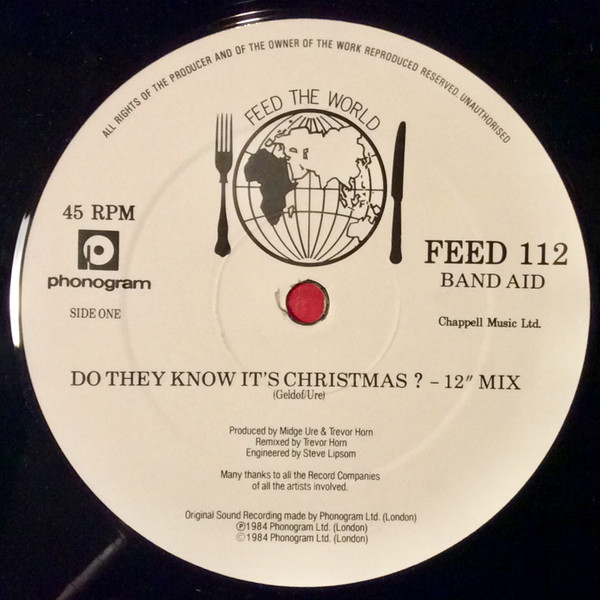 ALL RIGHTS OF THE PRODUCER AND OF THE OWNER OF THE WORK REPRODUCED RESERVED. UNAUTHORISED
FEED THE WORLD
45 RPM
phonogram
SIDE ONE
FEED 112
BAND AID
Chappell Music Ltd.
DO THEY KNOW IT'S CHRISTMAS ? – 12" MIX
(Geldof/Ure)
Produced by Midge Ure & Trevor Horn
Remixed by Trevor Horn
Engineered by Steve Lipsom
Many thanks to all the Record Companies
of all the artists involved.
Original Sound Recording made by Phonogram Ltd. (London)
℗1984 Phonogram Ltd. (London)
©1984 Phonogram Ltd. (London)